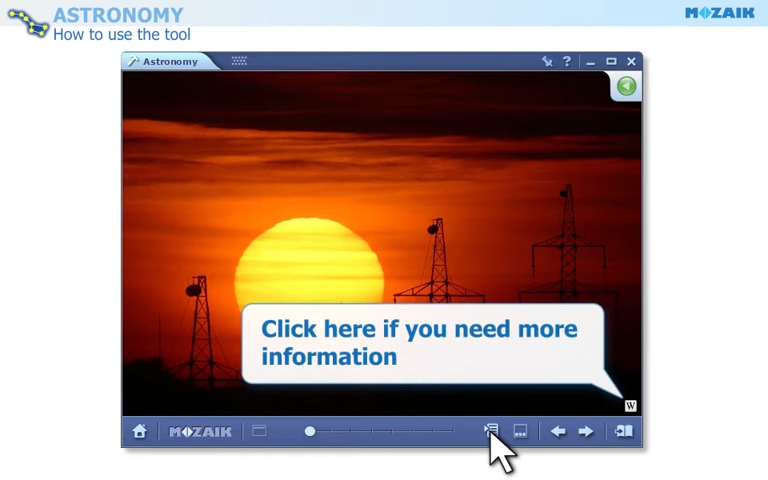 ASTRONOMY
How to use the tool
MOZAIK
Astronomy
?
Click here if you need more
information
W
MOZAIK